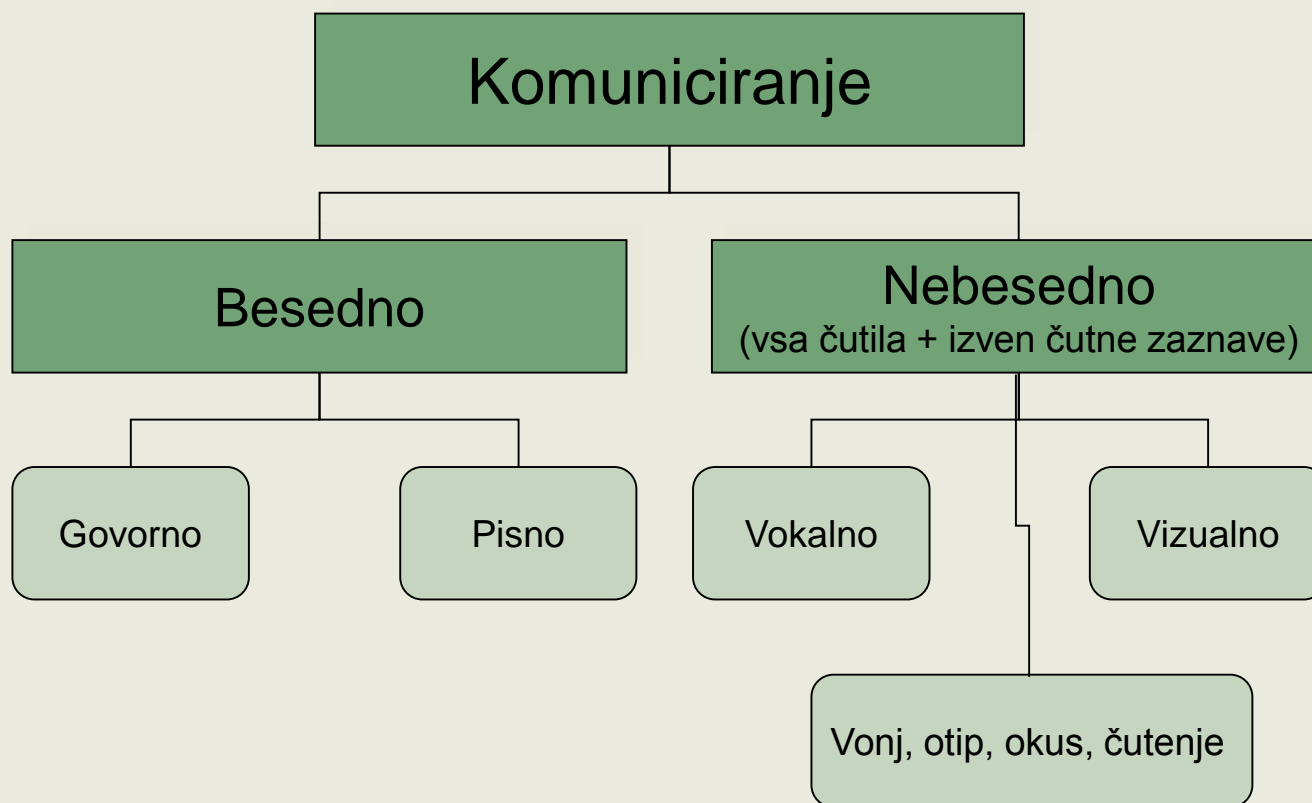 Komuniciranje
Besedno
Nebesedno
(vsa čutila + izven čutne zaznave)
Govorno
Pisno
Vokalno
Vizualno
Vonj, otip, okus, čutenje